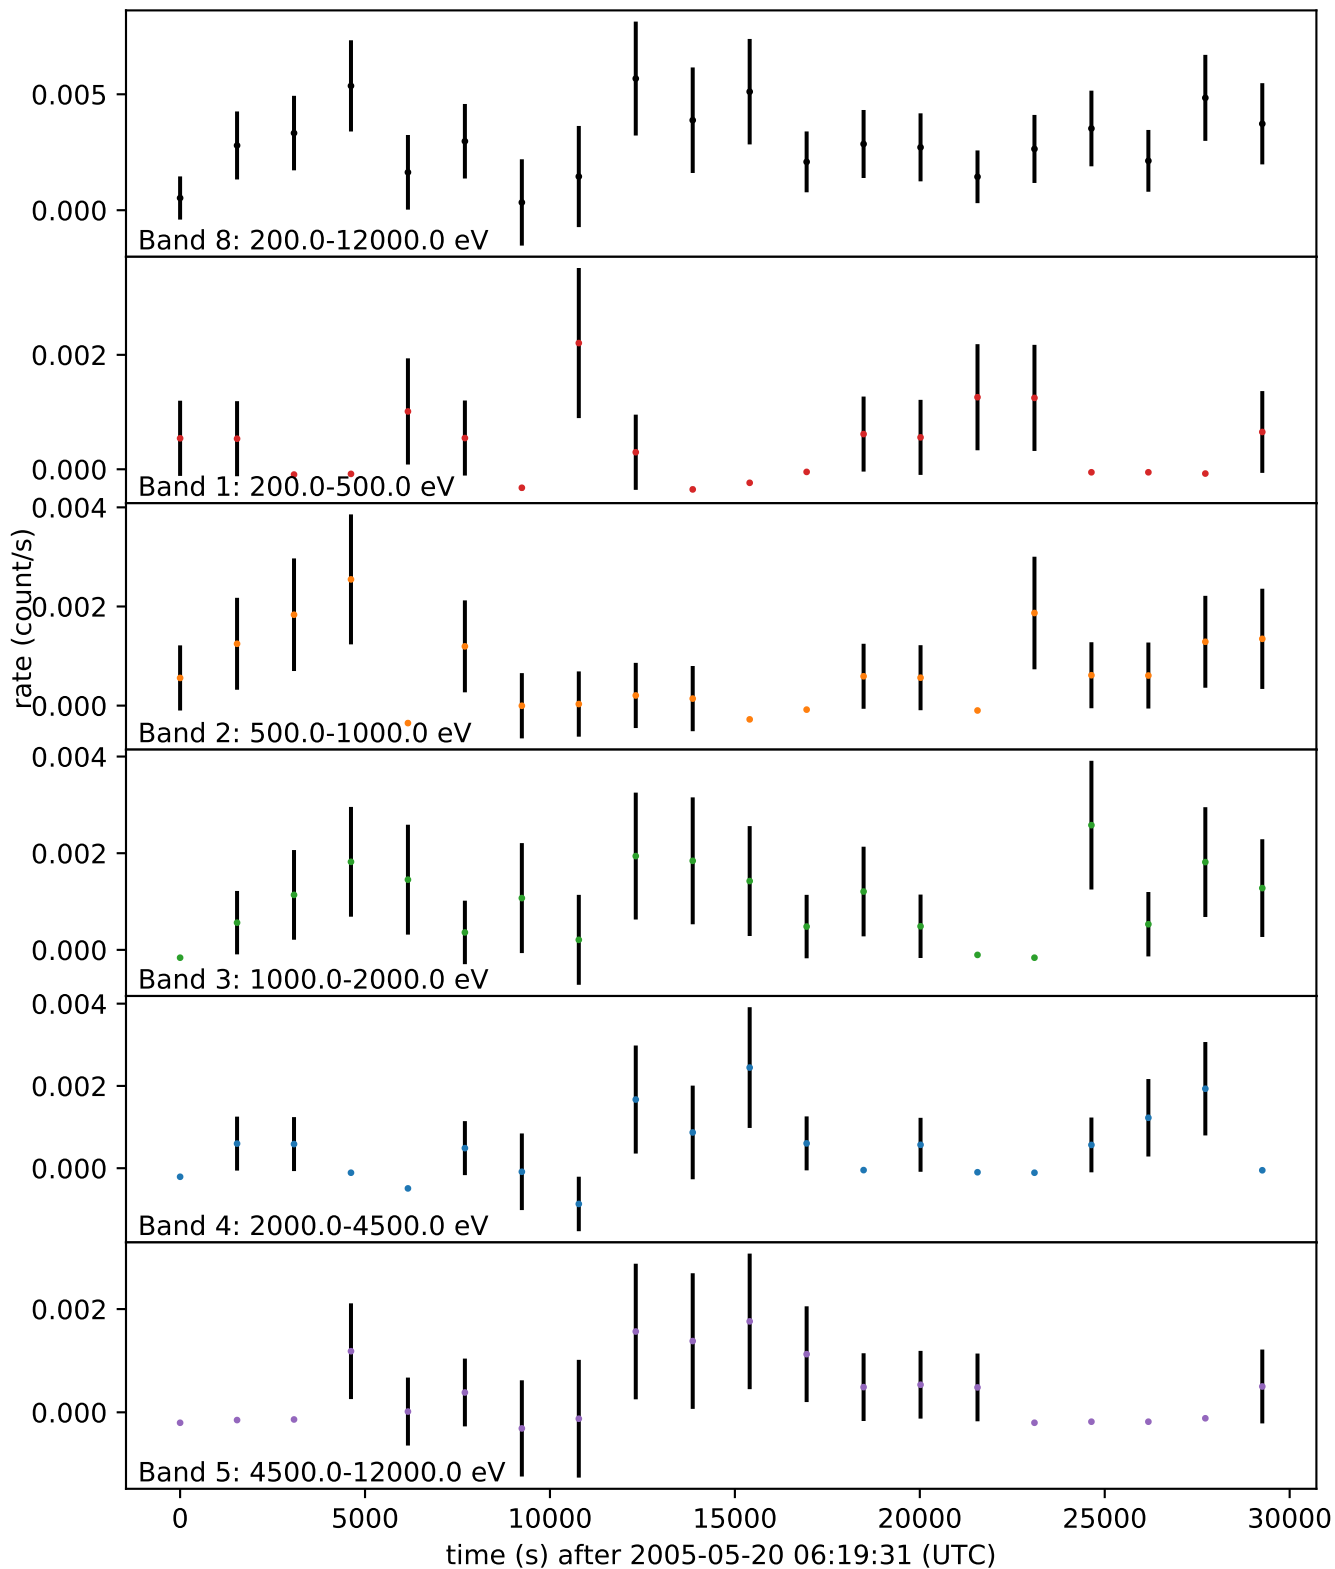 0.005
0.000
Band 8: 200.0-12000.0 eV
0.002
0.000
Band 1: 200.0-500.0 eV
rate (count/s)
0.004
0.002
0.000
Band 2: 500.0-1000.0 eV
0.004
0.002
0.000
Band 3: 1000.0-2000.0 eV
0.004
0.002
0.000
Band 4: 2000.0-4500.0 eV
0.002
0.000
Band 5: 4500.0-12000.0 eV
0 5000 10000 15000 20000 25000 30000
time (s) after 2005-05-20 06:19:31 (UTC)